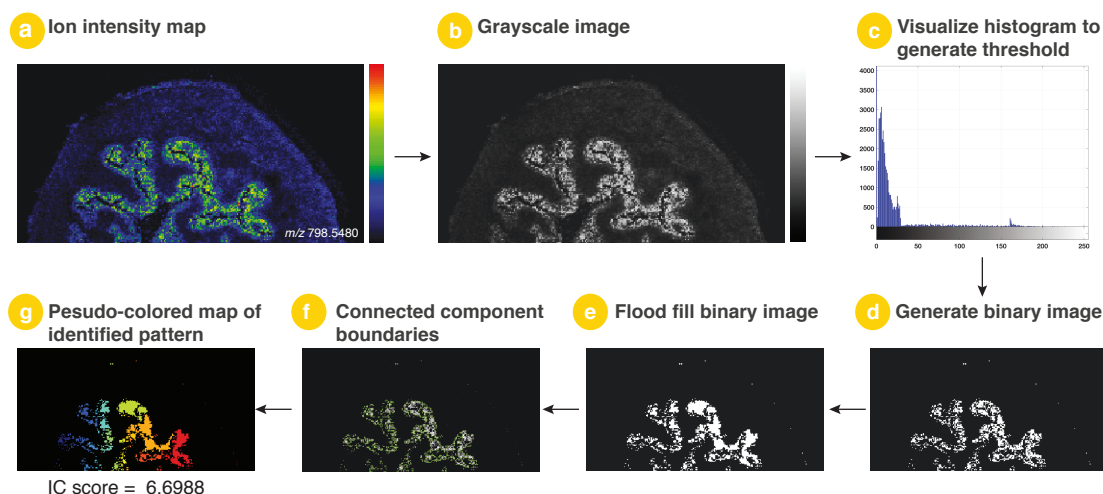 a Ion intensity map
m/z 798.5480
b Grayscale image
c Visualize histogram to
generate threshold
4000
3500
3000
2500
2000
1500
1000
500
0
0 50 100 150 200 250
d Generate binary image
e Flood fill binary image
f Connected component
boundaries
g Pesudo-colored map of
identified pattern
IC score = 6.6988